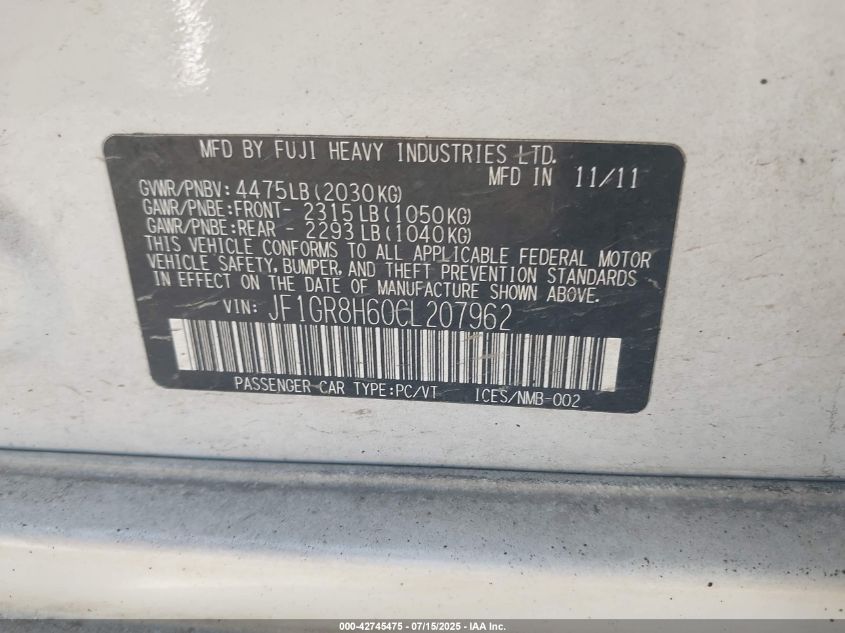 MFD BY FUJI HEAVY INDUSTRIES LTD.
MFD IN 11/11
GVWR/PNBV: 4475LB(2030KG)
GAWR/PNBE:FRONT- 2315LB(1050KG)
GAWR/PNBE:REAR - 2293LB(1040KG)
THIS VEHICLE CONFORMS TO ALL APPLICABLE FEDERAL MOTOR
VEHICLE SAFETY, BUMPER, AND THEFT PREVENTION STANDARDS
IN EFFECT ON THE DATE OF MANUFACTURE SHOWN ABOVE.
VIN: JF1GR8H60CL207962
PASSENGER CAR TYPE:PC/VT ICES/NMB-002
000-42745475 - 07/15/2025 - IAA Inc.